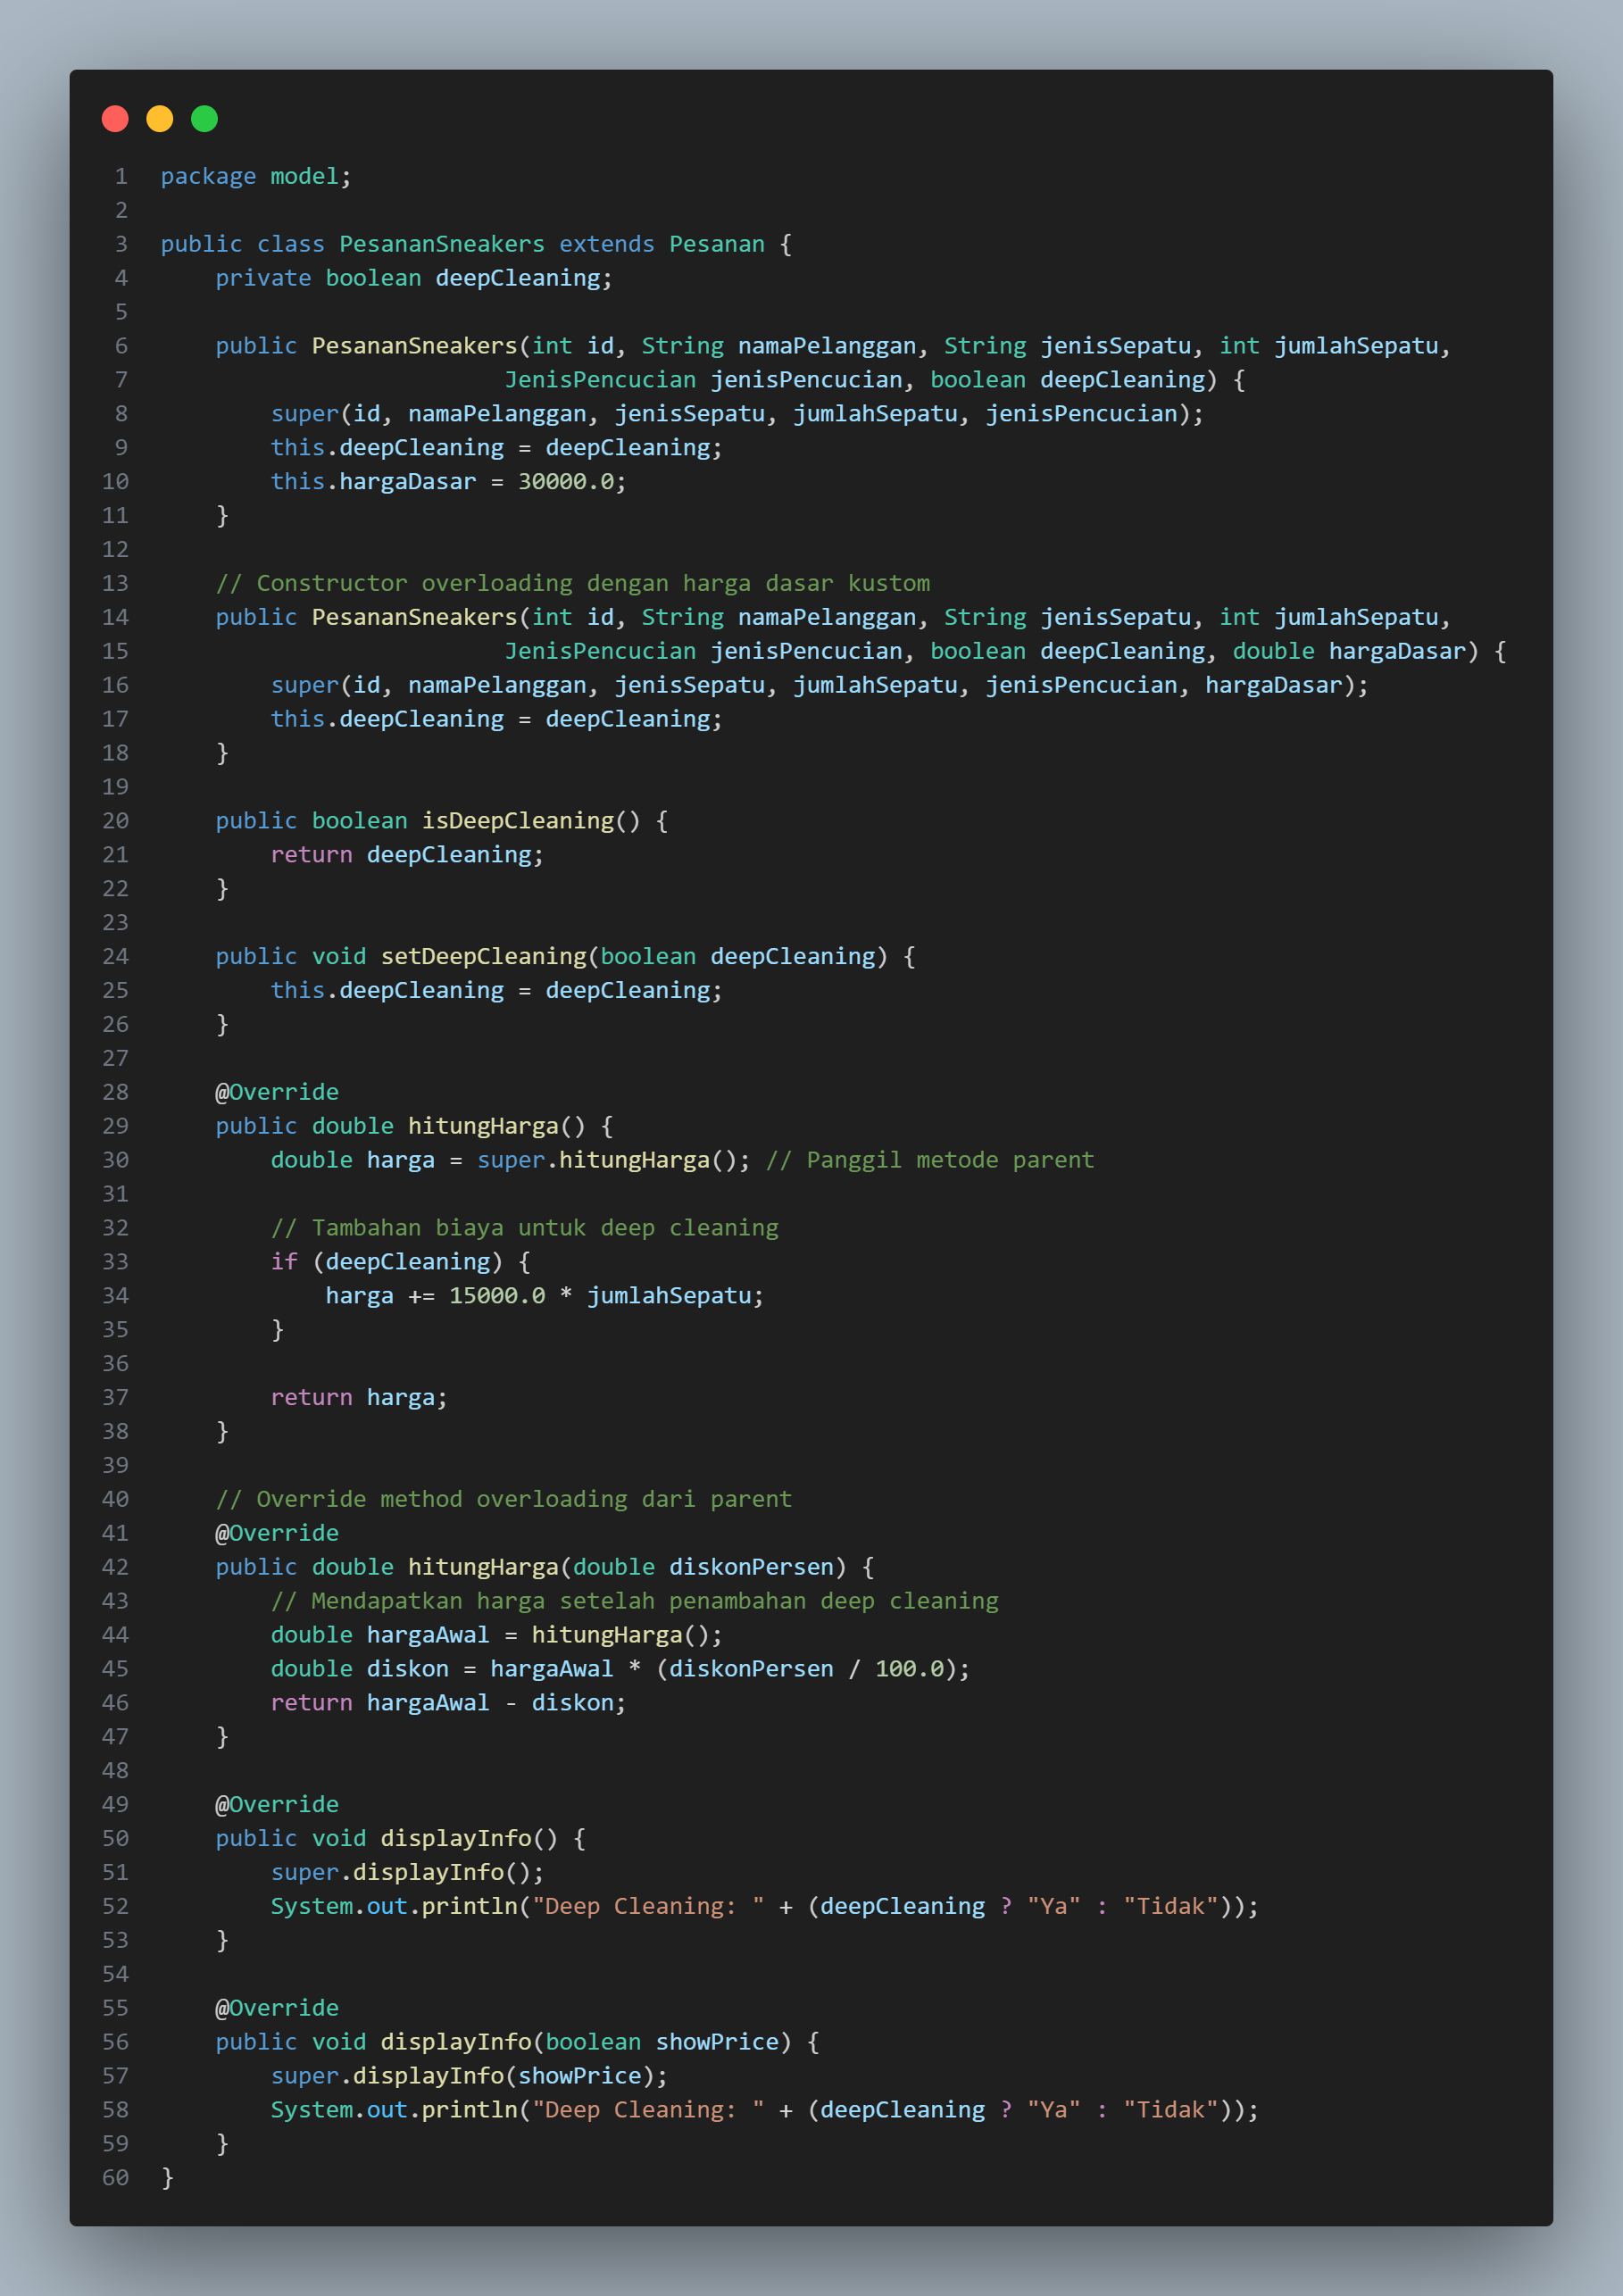 1 package model;
2
3 public class PesananSneakers extends Pesanan {
4     private boolean deepCleaning;
5
6     public PesananSneakers(int id, String namaPelanggan, String jenisSepatu, int jumlahSepatu,
7                          JenisPencucian jenisPencucian, boolean deepCleaning) {
8         super(id, namaPelanggan, jenisSepatu, jumlahSepatu, jenisPencucian);
9         this.deepCleaning = deepCleaning;
10         this.hargaDasar = 30000.0;
11     }
12
13     // Constructor overloading dengan harga dasar kustom
14     public PesananSneakers(int id, String namaPelanggan, String jenisSepatu, int jumlahSepatu,
15                          JenisPencucian jenisPencucian, boolean deepCleaning, double hargaDasar) {
16         super(id, namaPelanggan, jenisSepatu, jumlahSepatu, jenisPencucian, hargaDasar);
17         this.deepCleaning = deepCleaning;
18     }
19
20     public boolean isDeepCleaning() {
21         return deepCleaning;
22     }
23
24     public void setDeepCleaning(boolean deepCleaning) {
25         this.deepCleaning = deepCleaning;
26     }
27
28     @Override
29     public double hitungHarga() {
30         double harga = super.hitungHarga(); // Panggil metode parent
31
32         // Tambahan biaya untuk deep cleaning
33         if (deepCleaning) {
34             harga += 15000.0 * jumlahSepatu;
35         }
36
37         return harga;
38     }
39
40     // Override method overloading dari parent
41     @Override
42     public double hitungHarga(double diskonPersen) {
43         // Mendapatkan harga setelah penambahan deep cleaning
44         double hargaAwal = hitungHarga();
45         double diskon = hargaAwal * (diskonPersen / 100.0);
46         return hargaAwal - diskon;
47     }
48
49     @Override
50     public void displayInfo() {
51         super.displayInfo();
52         System.out.println("Deep Cleaning: " + (deepCleaning ? "Ya" : "Tidak"));
53     }
54
55     @Override
56     public void displayInfo(boolean showPrice) {
57         super.displayInfo(showPrice);
58         System.out.println("Deep Cleaning: " + (deepCleaning ? "Ya" : "Tidak"));
59     }
60 }